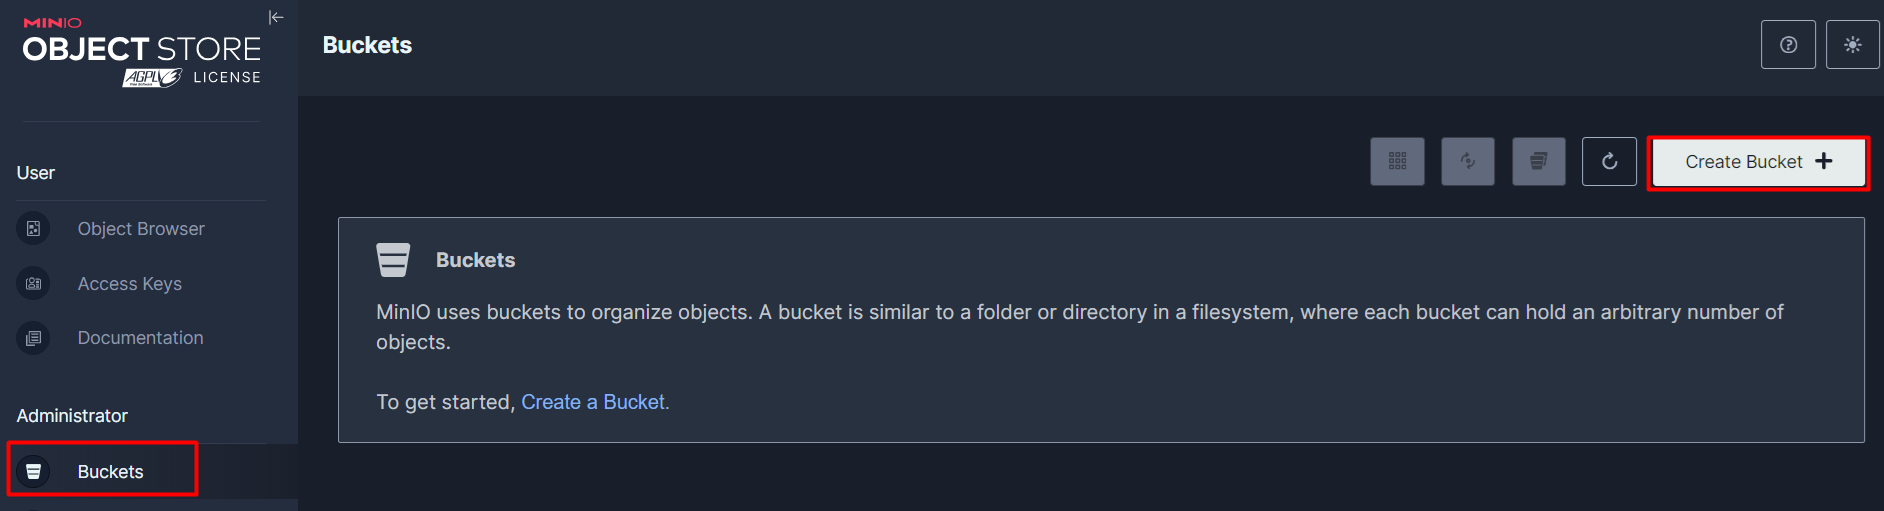 MINIO
OBJECT STORE
AGPLv3 LICENSE
User
Object Browser
Access Keys
Documentation
Administrator
Buckets
Buckets
Create Bucket +
Buckets
MinIO uses buckets to organize objects. A bucket is similar to a folder or directory in a filesystem, where each bucket can hold an arbitrary number of
objects.
To get started, Create a Bucket.